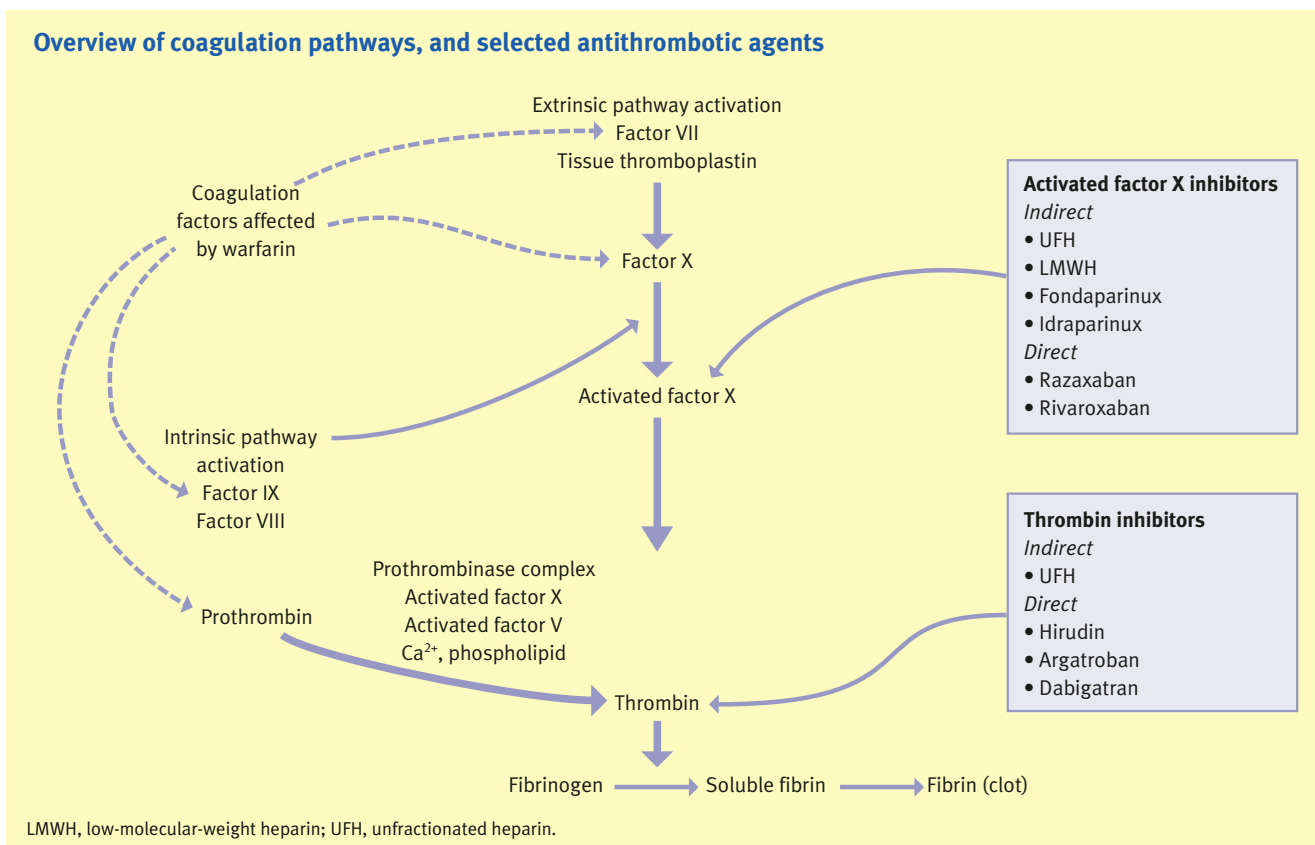 Overview of coagulation pathways, and selected antithrombotic agents
Extrinsic pathway activation
Factor VII
Tissue thromboplastin
Coagulation
factors affected
by warfarin
Factor X
Activated factor X
Intrinsic pathway
activation
Factor IX
Factor VIII
Prothrombinase complex
Activated factor X
Activated factor V
Ca²⁺, phospholipid
Prothrombin
Thrombin
Fibrinogen
Soluble fibrin
Fibrin (clot)
Activated factor X inhibitors
Indirect
• UFH
• LMWH
• Fondaparinux
• Idraparinux
Direct
• Razaxaban
• Rivaroxaban
Thrombin inhibitors
Indirect
• UFH
Direct
• Hirudin
• Argatroban
• Dabigatran
LMWH, low-molecular-weight heparin; UFH, unfractionated heparin.